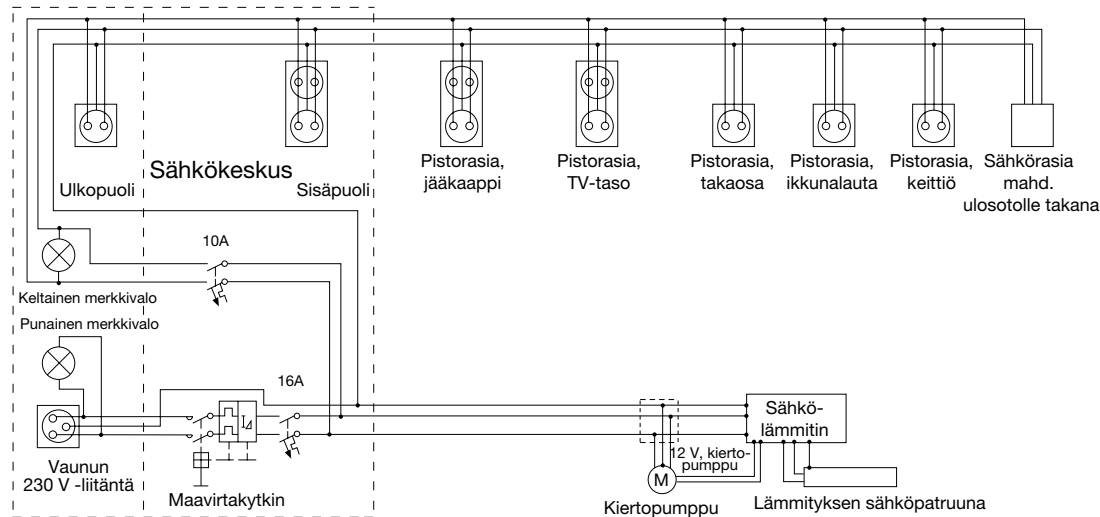 Ulkopuoli
Sähkökeskus
Sisäpuoli
Pistorasia,
jääkaappi
Pistorasia,
TV-taso
Pistorasia,
takaosa
Pistorasia,
ikkunalauta
Pistorasia,
keittiö
Sähkörasia
mahd.
ulosotolle takana
10A
Keltainen merkkivalo
Punainen merkkivalo
16A
I⊿
Sähkö-
lämmitin
12 V, kierto-
pumppu
M
Vaunun
230 V -liitäntä
Maavirtakytkin
Kiertopumppu
Lämmityksen sähköpatruuna